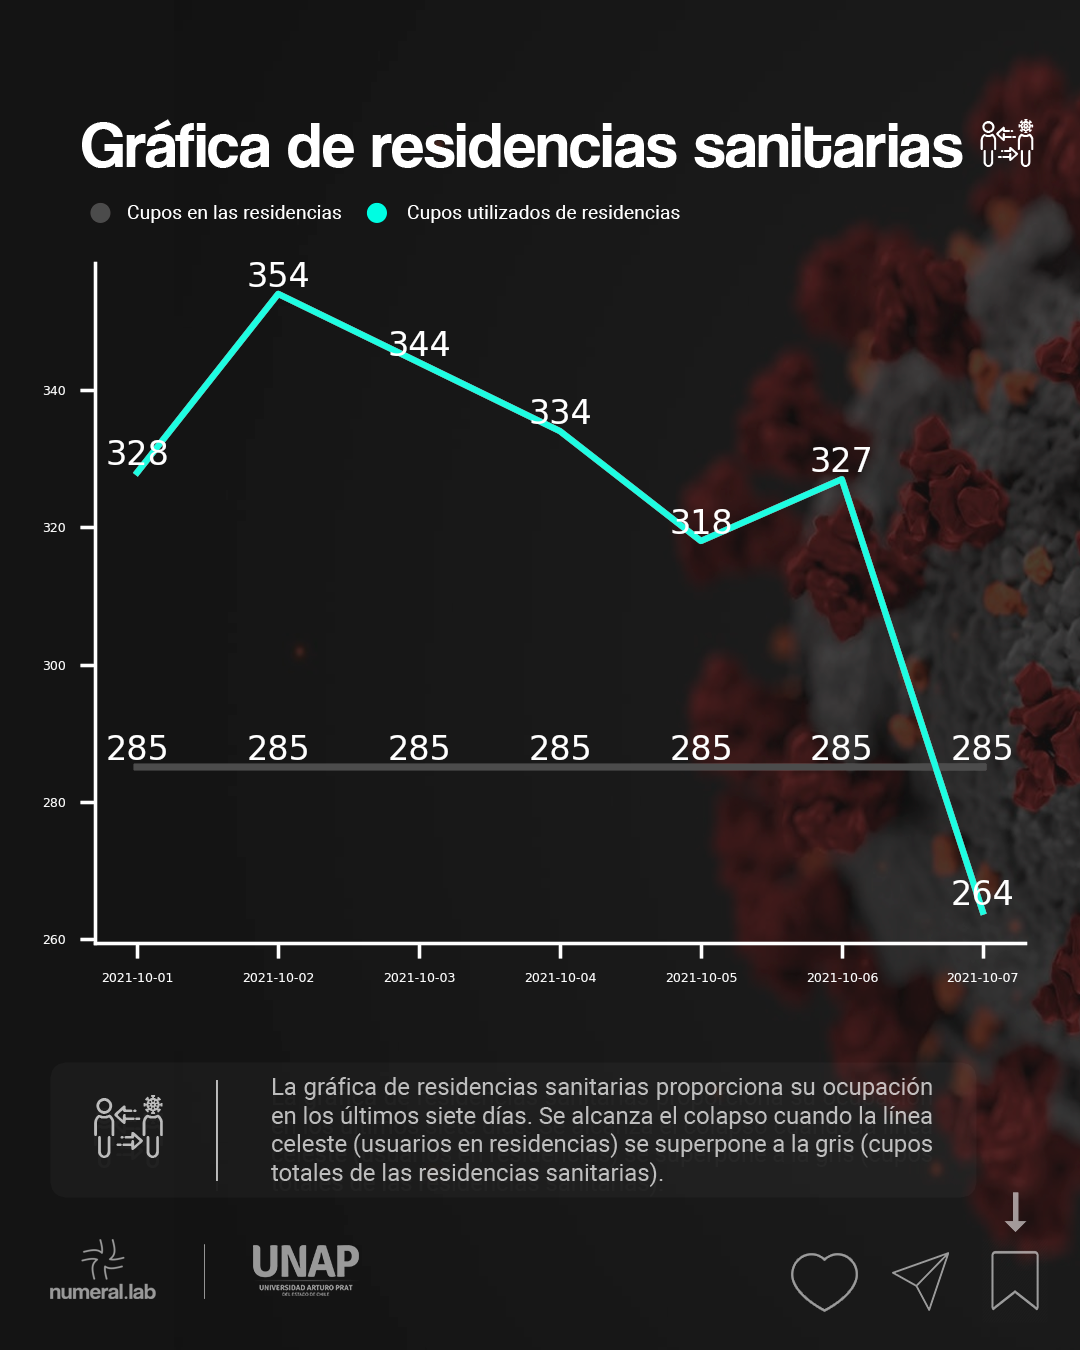 Gráfica de residencias sanitarias
Cupos en las residencias Cupos utilizados de residencias
354
344
340
334
328
327
320
318
300
285 285 285 285 285 285 285
280
264
260
2021-10-01 2021-10-02 2021-10-03 2021-10-04 2021-10-05 2021-10-06 2021-10-07
La gráfica de residencias sanitarias proporciona su ocupación
en los últimos siete días. Se alcanza el colapso cuando la línea
celeste (usuarios en residencias) se superpone a la gris (cupos
totales de las residencias sanitarias).
numeral.lab
UNAP
UNIVERSIDAD ARTURO PRAT
DEL ESTADO DE CHILE